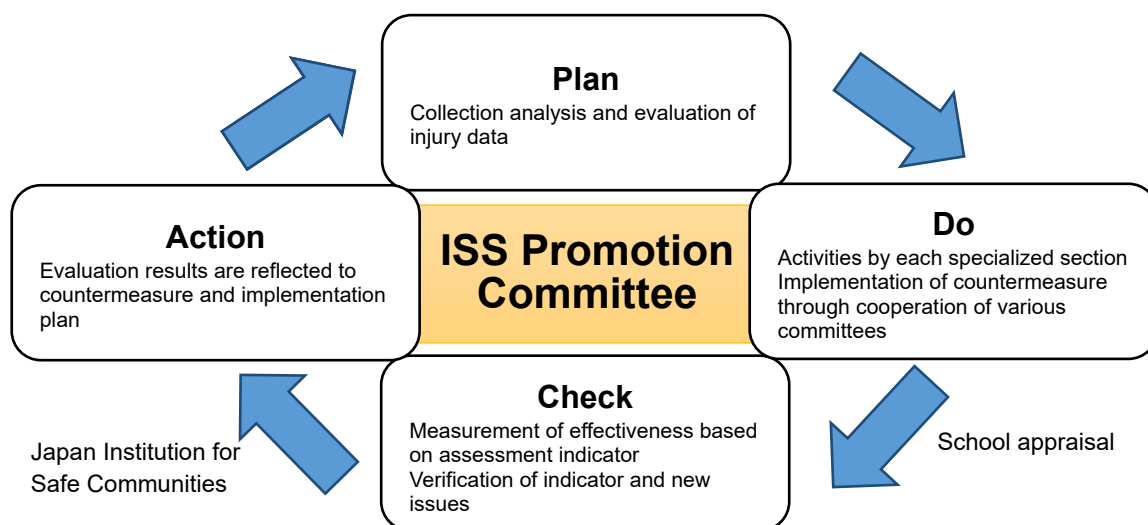 Plan
Collection analysis and evaluation of
injury data
Action
Evaluation results are reflected to
countermeasure and implementation
plan
ISS Promotion
Committee
Do
Activities by each specialized section
Implementation of countermeasure
through cooperation of various
committees
Check
Measurement of effectiveness based
on assessment indicator
Verification of indicator and new
issues
Japan Institution for
Safe Communities
School appraisal